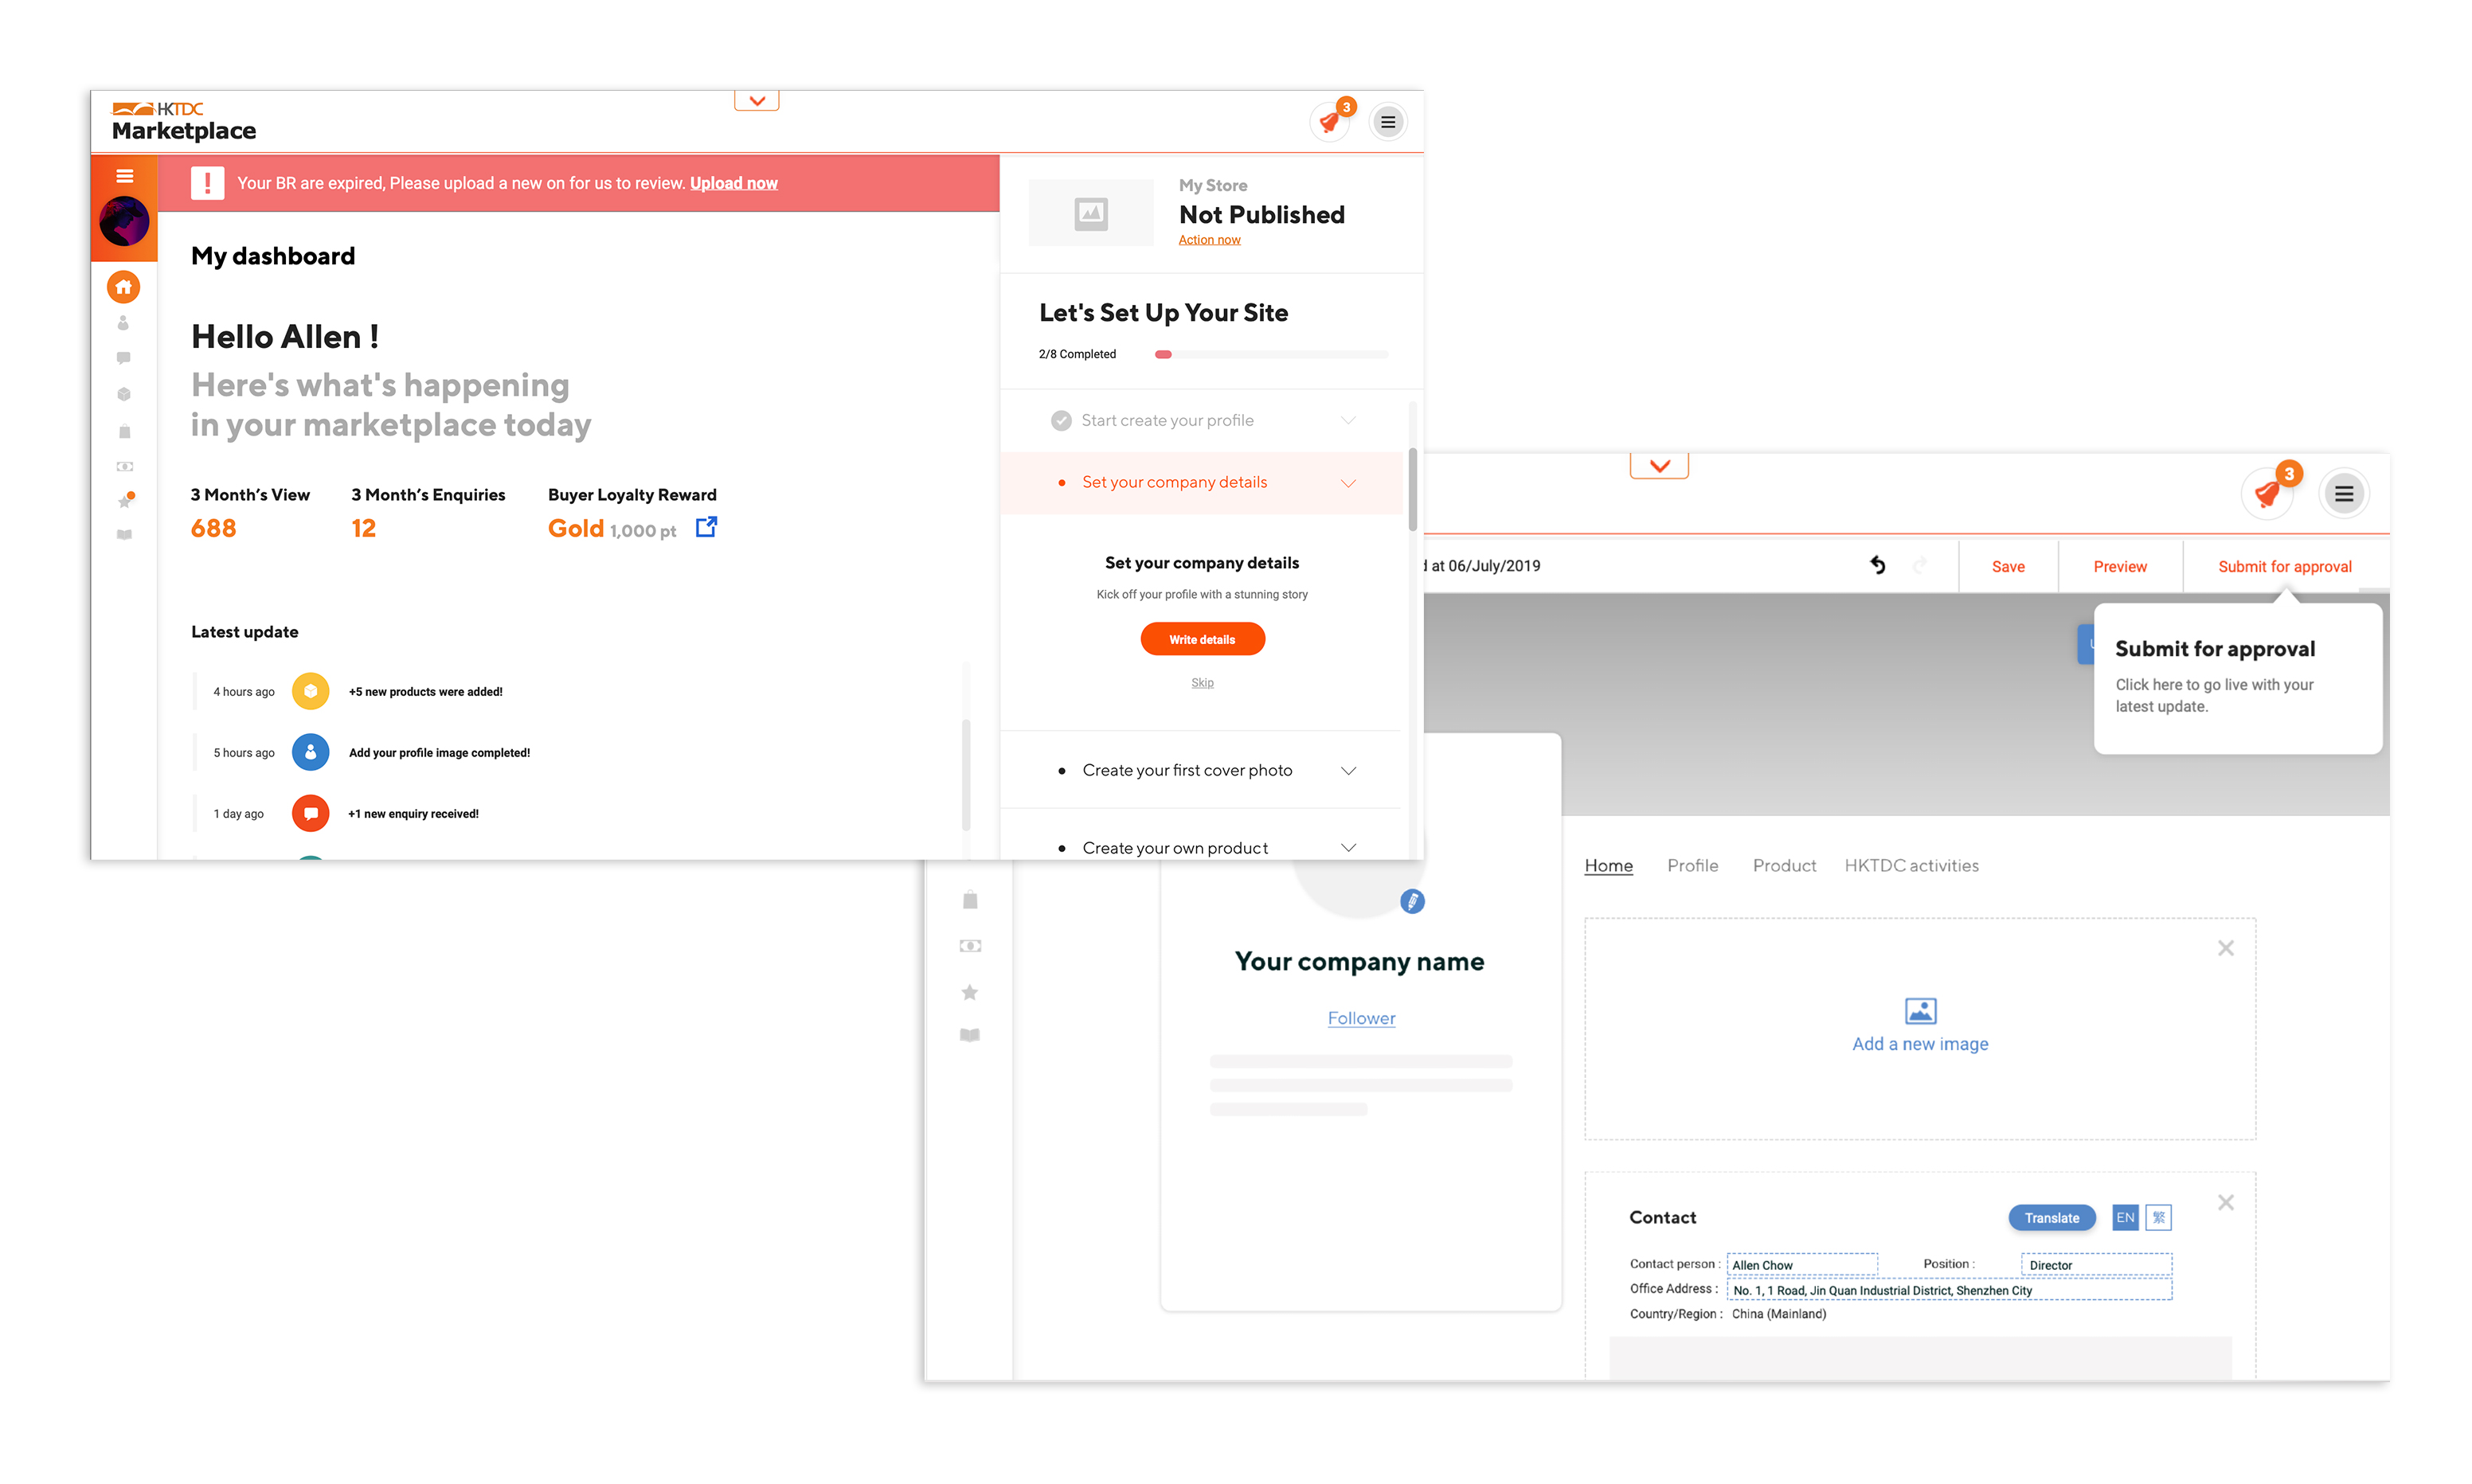 HKTDC
Marketplace
3
Your BR are expired, Please upload a new on for us to review. Upload now
My Store
Not Published
Action now
My dashboard
Hello Allen !
Here's what's happening
in your marketplace today
3 Month's View
688
3 Month's Enquiries
12
Buyer Loyalty Reward
Gold 1,000 pt
Latest update
4 hours ago +5 new products were added!
5 hours ago Add your profile image completed!
1 day ago +1 new enquiry received!
Let's Set Up Your Site
2/8 Completed
Start create your profile
Set your company details
Set your company details
Kick off your profile with a stunning story
Write details
Skip
Create your first cover photo
Create your own product
3
at 06/July/2019
Save
Preview
Submit for approval
Submit for approval
Click here to go live with your
latest update.
Your company name
Follower
Home Profile Product HKTDC activities
Add a new image
Contact
Translate
EN
繁
Contact person : Allen Chow
Position : Director
Office Address : No. 1, 1 Road, Jin Quan Industrial District, Shenzhen City
Country/Region : China (Mainland)